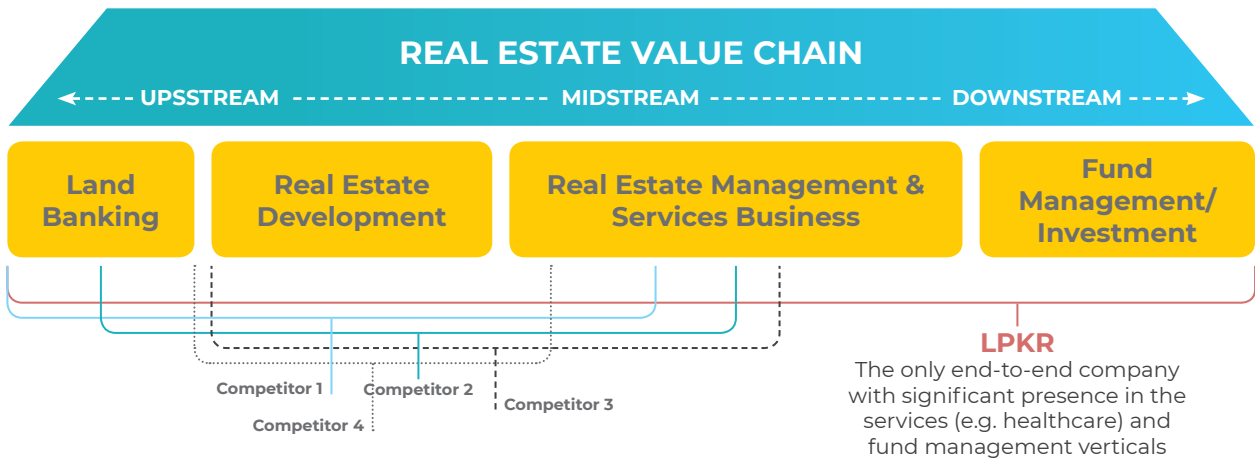 REAL ESTATE VALUE CHAIN
UPSSTREAM
MIDSTREAM
DOWNSTREAM
Land
Banking
Real Estate
Development
Real Estate Management &
Services Business
Fund
Management/
Investment
Competitor 1
Competitor 2
Competitor 3
Competitor 4
LPKR
The only end-to-end company
with significant presence in the
services (e.g. healthcare) and
fund management verticals